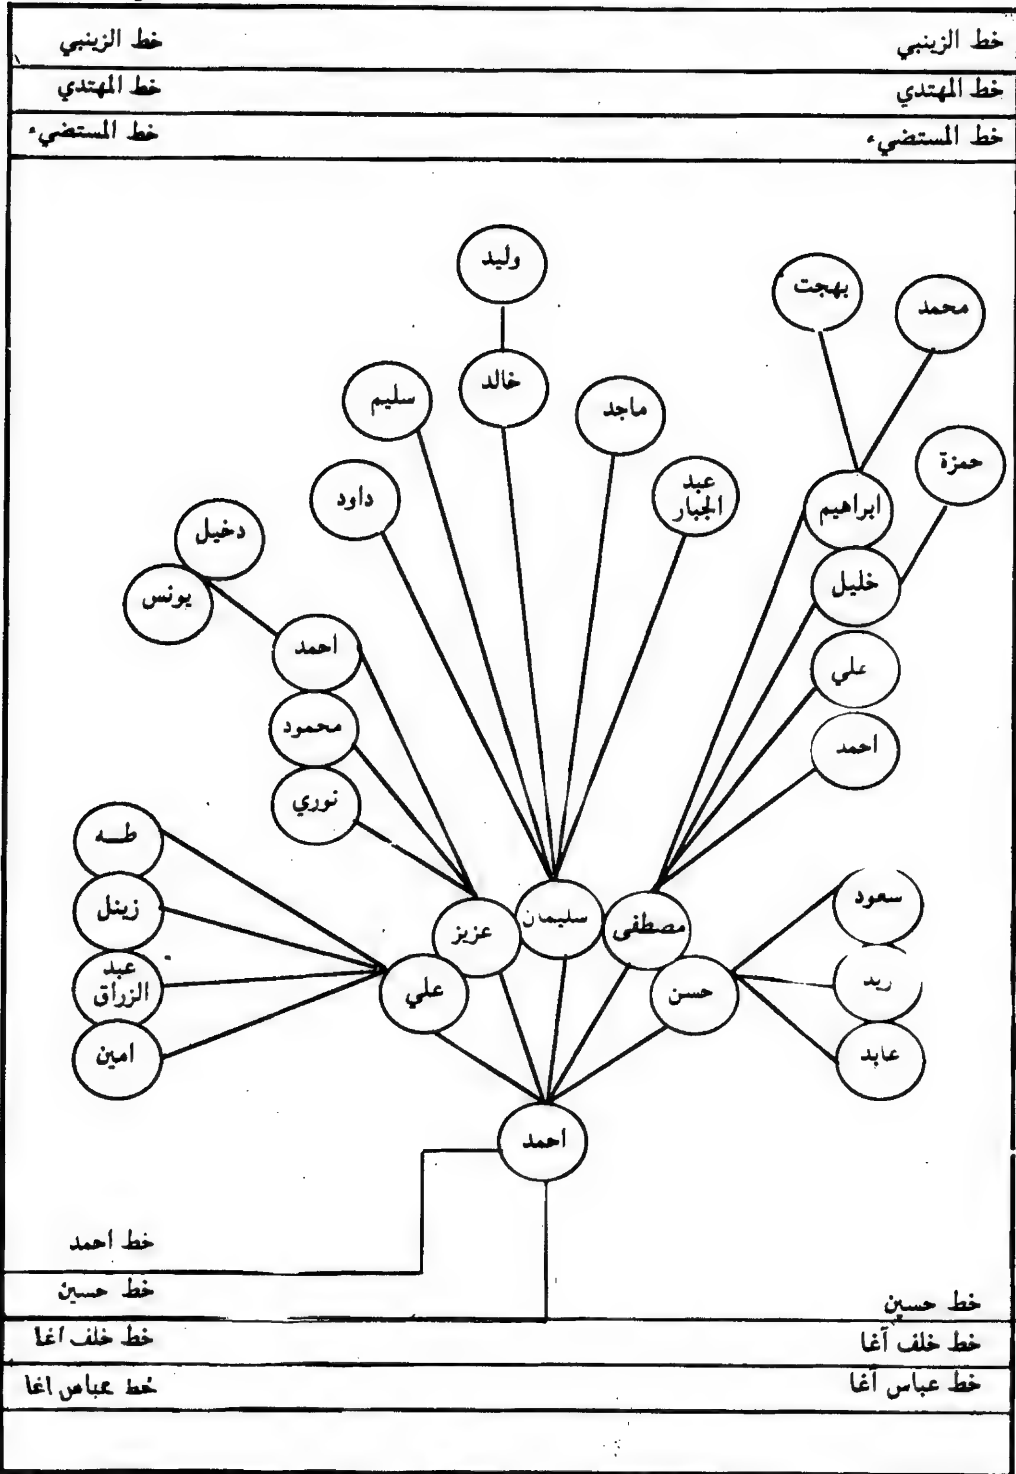 خط الزينبي
خط الزينبي
خط المهتدي
خط المهتدي
خط المستضيء
خط المستضيء
وليد
بهجت
محمد
خالد
سليم
ماجد
حمزة
عبد
الجبار
داود
ابراهيم
دخيل
خليل
يونس
احمد
علي
محمود
احمد
نوري
طه
سعود
زينل
سليمان
مصطفى
عزيز
عبد
الزراق
علي
حسن
امين
عابد
احمد
خط احمد
خط حسين
خط حسين
خط خلف آغا
خط خلف اغا
خط عباس آغا
خط عباس اغا